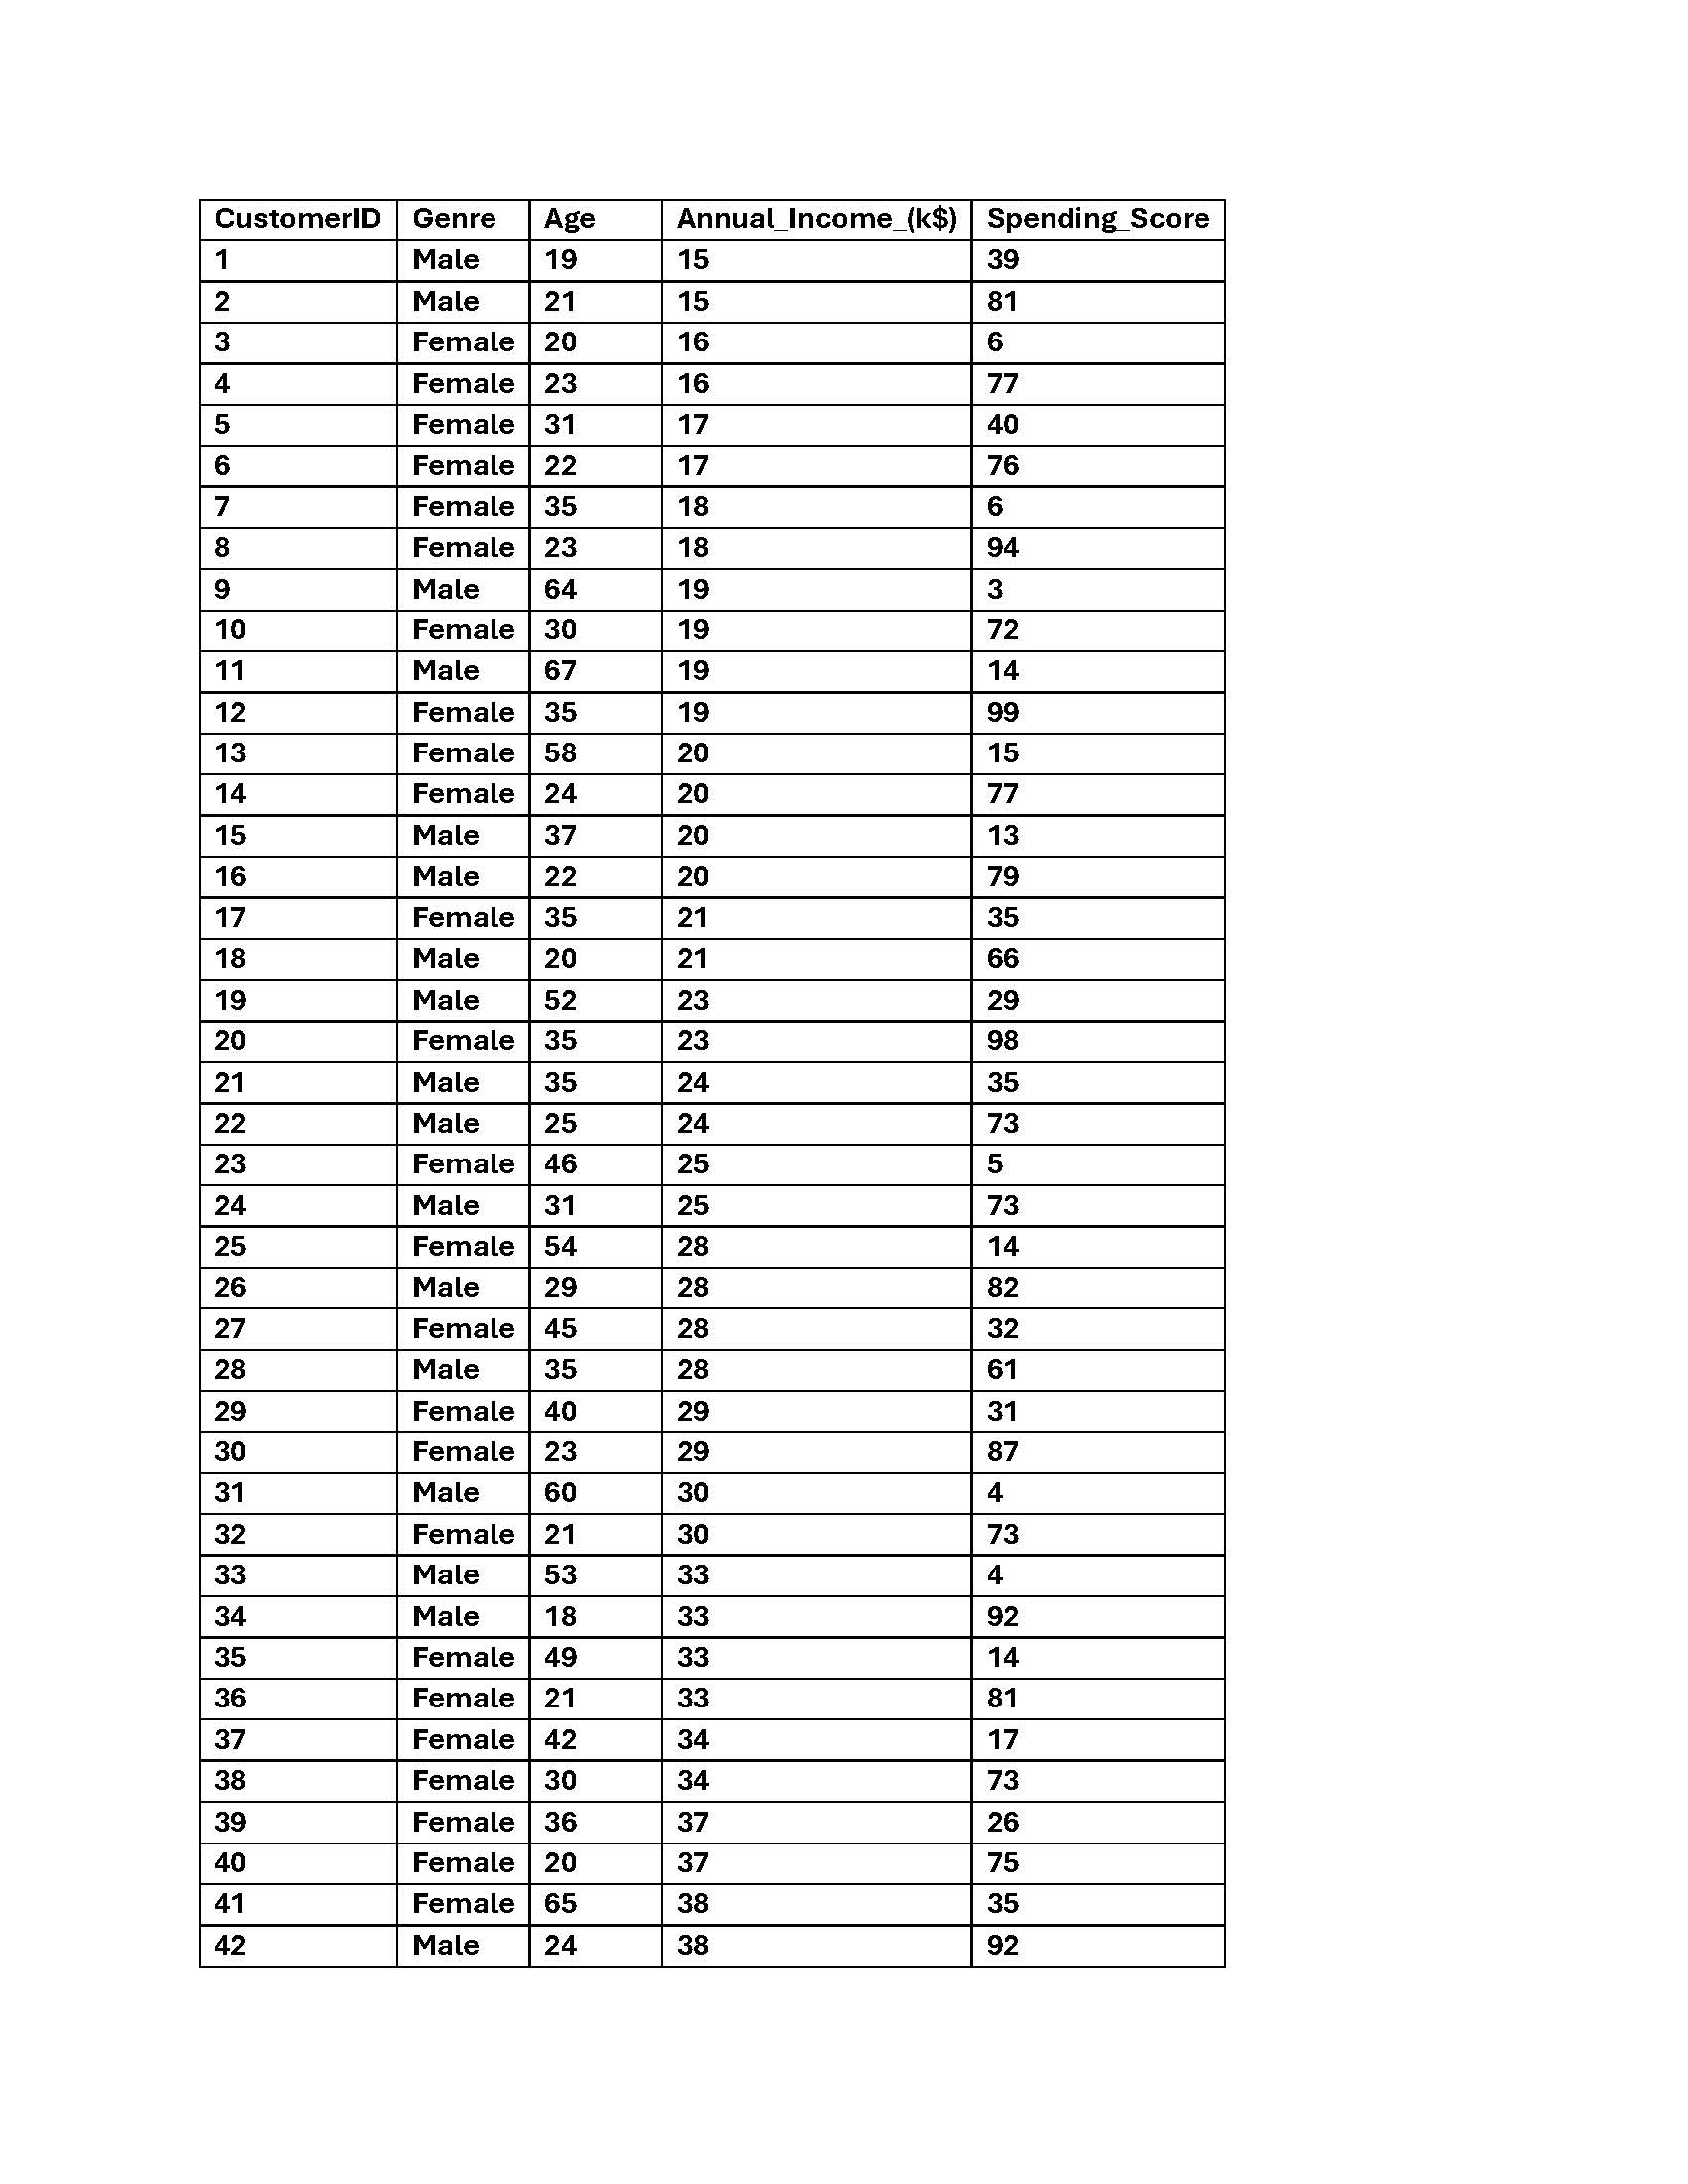 CustomerID Genre Age Annual_Income_(k$) Spending_Score
1 Male 19 15 39
2 Male 21 15 81
3 Female 20 16 6
4 Female 23 16 77
5 Female 31 17 40
6 Female 22 17 76
7 Female 35 18 6
8 Female 23 18 94
9 Male 64 19 3
10 Female 30 19 72
11 Male 67 19 14
12 Female 35 19 99
13 Female 58 20 15
14 Female 24 20 77
15 Male 37 20 13
16 Male 22 20 79
17 Female 35 21 35
18 Male 20 21 66
19 Male 52 23 29
20 Female 35 23 98
21 Male 35 24 35
22 Male 25 24 73
23 Female 46 25 5
24 Male 31 25 73
25 Female 54 28 14
26 Male 29 28 82
27 Female 45 28 32
28 Male 35 28 61
29 Female 40 29 31
30 Female 23 29 87
31 Male 60 30 4
32 Female 21 30 73
33 Male 53 33 4
34 Male 18 33 92
35 Female 49 33 14
36 Female 21 33 81
37 Female 42 34 17
38 Female 30 34 73
39 Female 36 37 26
40 Female 20 37 75
41 Female 65 38 35
42 Male 24 38 92